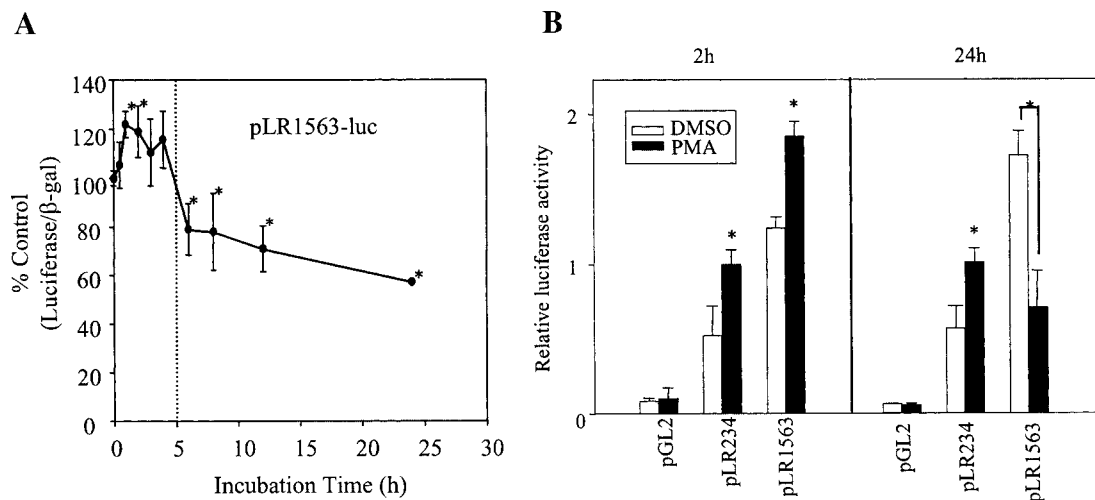 A
140
120
100
80
60
40
20
0
% Control
(Luciferase/β-gal)
pLR1563-luc
*
*
*
*
*
*
0 5 10 15 20 25 30
Incubation Time (h)
B
2h 24h
2
1
0
Relative luciferase activity
DMSO
PMA
*
*
*
*
pGL2
pLR234
pLR1563
pGL2
pLR234
pLR1563